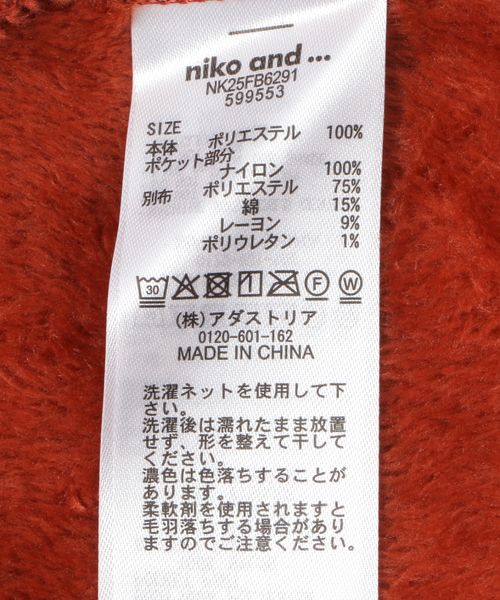 niko and ...
NK25FB6291
599553
SIZE
本体 ポリエステル 100%
ポケット部分
ナイロン 100%
別布 ポリエステル 75%
綿 15%
レーヨン 9%
ポリウレタン 1%
30 F W
(株)アダストリア
0120-601-162
MADE IN CHINA
洗濯ネットを使用して下
さい。
洗濯後は濡れたまま放置
せず、形を整えて干して
ください。
濃色は色落ちすることが
あります。
柔軟剤を使用されますと
毛羽落ちする場合があり
ますのでご注意ください。